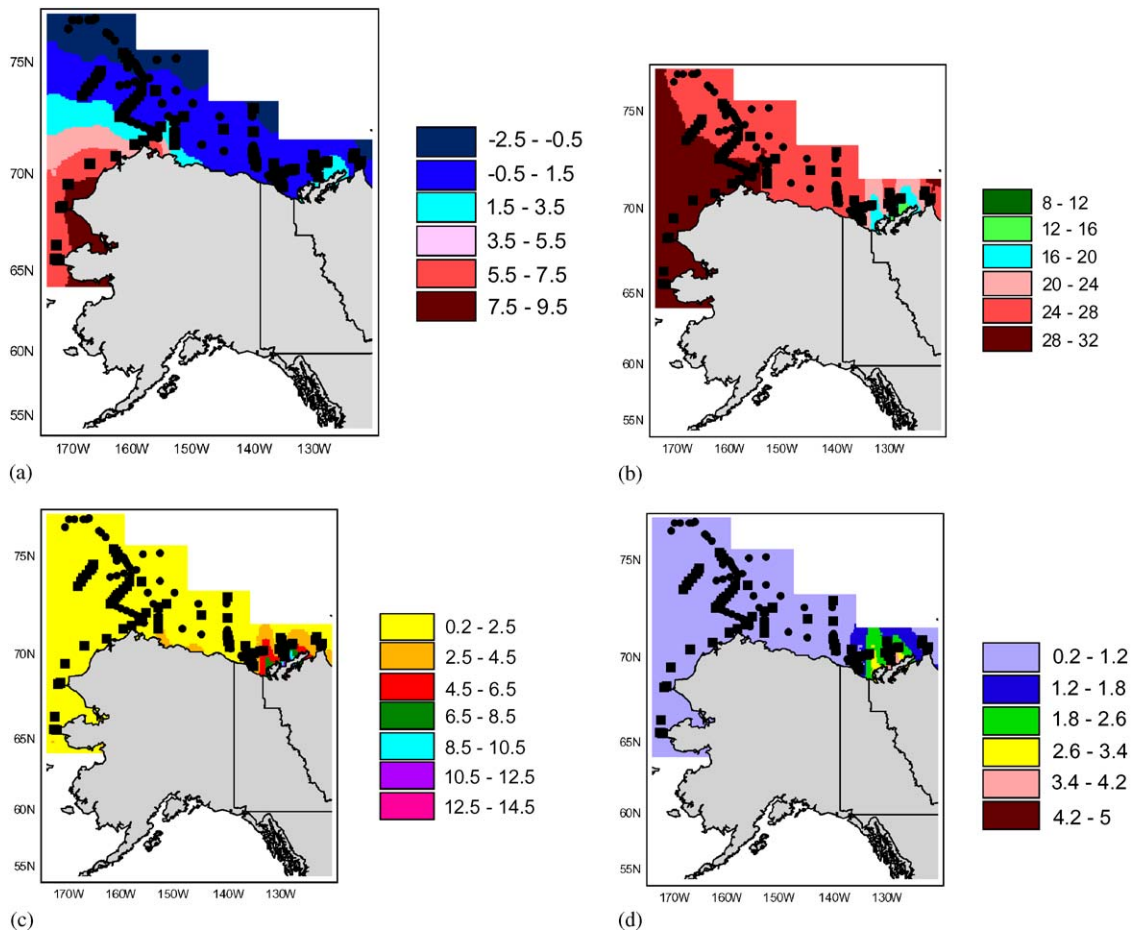 75N
70N
65N
60N
55N
170W 160W 150W 140W 130W
-2.5 - -0.5
-0.5 - 1.5
1.5 - 3.5
3.5 - 5.5
5.5 - 7.5
7.5 - 9.5
(a)
75N
70N
65N
60N
55N
170W 160W 150W 140W 130W
8 - 12
12 - 16
16 - 20
20 - 24
24 - 28
28 - 32
(b)
75N
70N
65N
60N
55N
170W 160W 150W 140W 130W
0.2 - 2.5
2.5 - 4.5
4.5 - 6.5
6.5 - 8.5
8.5 - 10.5
10.5 - 12.5
12.5 - 14.5
(c)
75N
70N
65N
60N
55N
170W 160W 150W 140W 130W
0.2 - 1.2
1.2 - 1.8
1.8 - 2.6
2.6 - 3.4
3.4 - 4.2
4.2 - 5
(d)